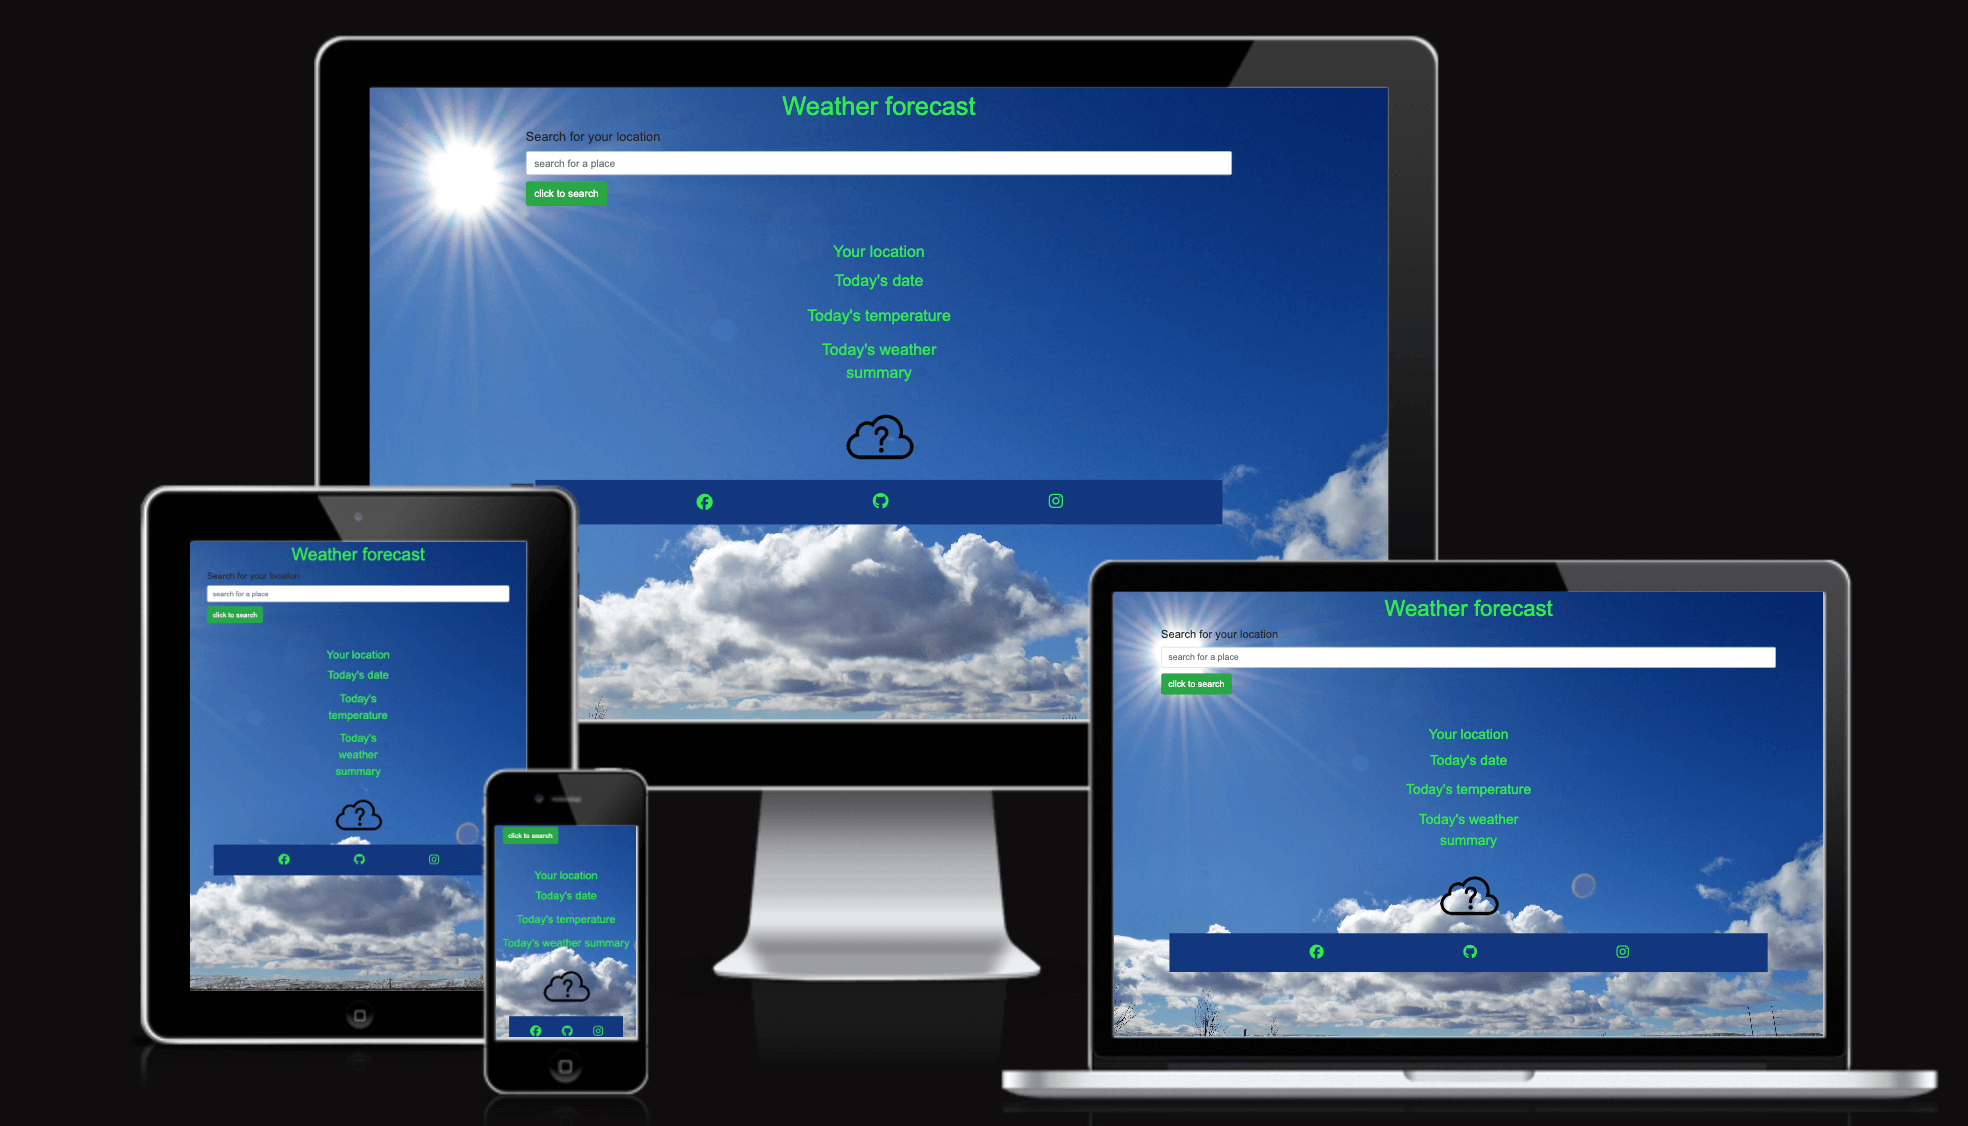 Weather forecast
Search for your location
search for a place
click to search
Your location
Today's date
Today's temperature
Today's weather
summary
?
Weather forecast
Search for your location
search for a place
click to search
Your location
Today's date
Today's
temperature
Today's
weather
summary
?
click to search
Your location
Today's date
Today's temperature
Today's weather summary
?
Weather forecast
Search for your location
search for a place
click to search
Your location
Today's date
Today's temperature
Today's weather
summary
?